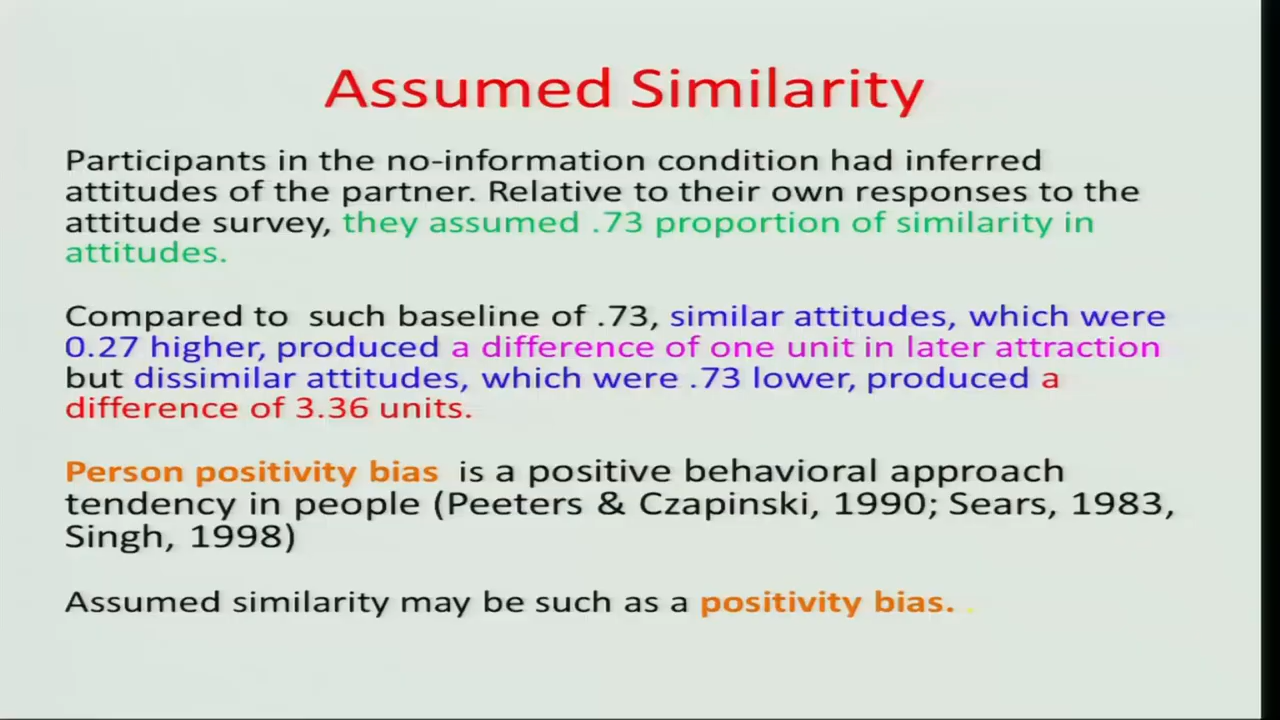 Assumed Similarity
Participants in the no-information condition had inferred
attitudes of the partner. Relative to their own responses to the
attitude survey, they assumed .73 proportion of similarity in
attitudes.
Compared to such baseline of .73, similar attitudes, which were
0.27 higher, produced a difference of one unit in later attraction
but dissimilar attitudes, which were .73 lower, produced a
difference of 3.36 units.
Person positivity bias is a positive behavioral approach
tendency in people (Peeters & Czapinski, 1990; Sears, 1983,
Singh, 1998)
Assumed similarity may be such as a positivity bias. .